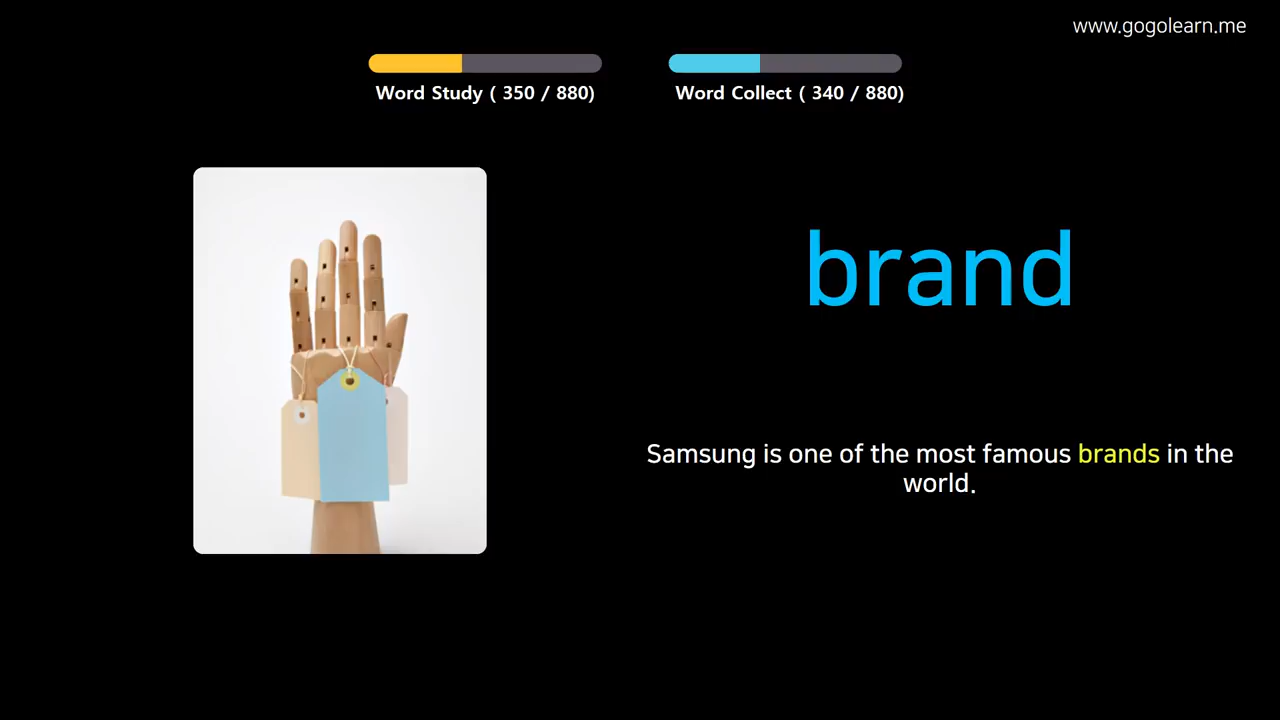 www.gogolearn.me
Word Study ( 350 / 880)
Word Collect ( 340 / 880)
brand
Samsung is one of the most famous brands in the
world.